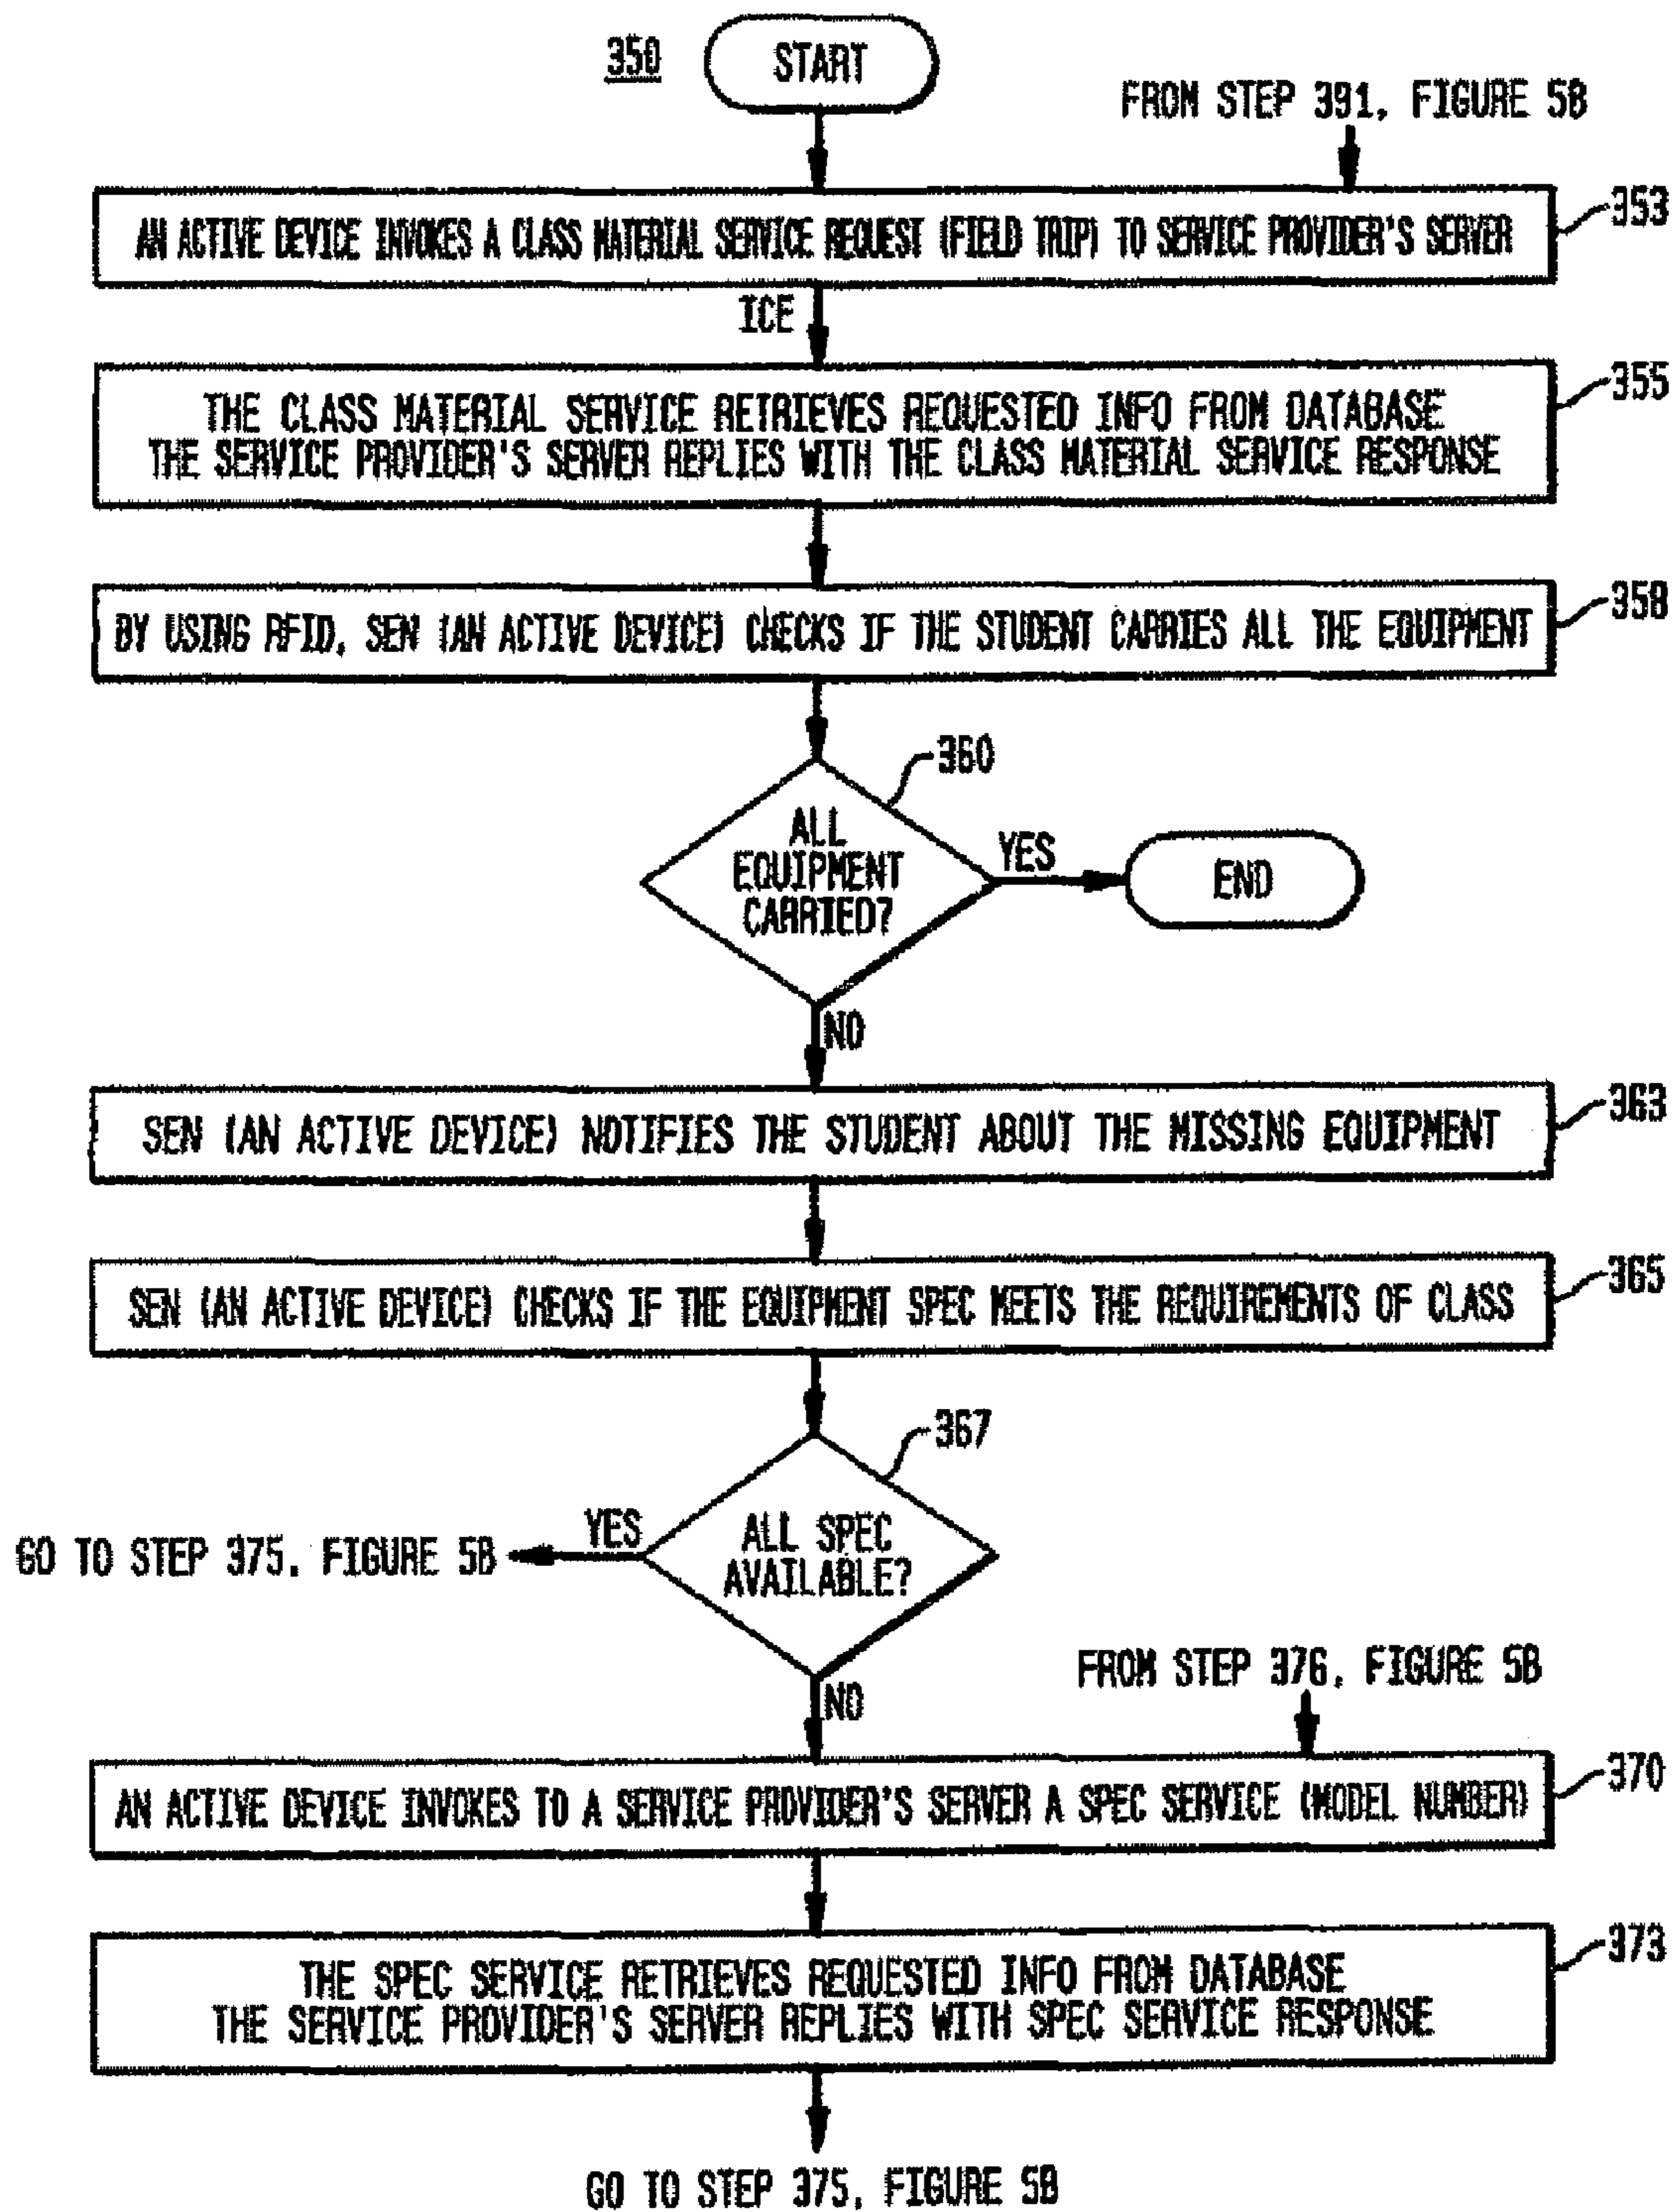 350
START
FROM STEP 391, FIGURE 5B
AN ACTIVE DEVICE INVOKES A CLASS MATERIAL SERVICE REQUEST (FIELD TRIP) TO SERVICE PROVIDER'S SERVER
353
ICE
THE CLASS MATERIAL SERVICE RETRIEVES REQUESTED INFO FROM DATABASE
THE SERVICE PROVIDER'S SERVER REPLIES WITH THE CLASS MATERIAL SERVICE RESPONSE
355
BY USING RFID, SEN (AN ACTIVE DEVICE) CHECKS IF THE STUDENT CARRIES ALL THE EQUIPMENT
358
360
ALL
EQUIPMENT
CARRIED?
YES
END
NO
SEN (AN ACTIVE DEVICE) NOTIFIES THE STUDENT ABOUT THE MISSING EQUIPMENT
363
SEN (AN ACTIVE DEVICE) CHECKS IF THE EQUIPMENT SPEC MEETS THE REQUIREMENTS OF CLASS
365
367
ALL SPEC
AVAILABLE?
YES
GO TO STEP 375, FIGURE 5B
NO
FROM STEP 376, FIGURE 5B
AN ACTIVE DEVICE INVOKES TO A SERVICE PROVIDER'S SERVER A SPEC SERVICE (MODEL NUMBER)
370
THE SPEC SERVICE RETRIEVES REQUESTED INFO FROM DATABASE
THE SERVICE PROVIDER'S SERVER REPLIES WITH SPEC SERVICE RESPONSE
373
GO TO STEP 375, FIGURE 5B